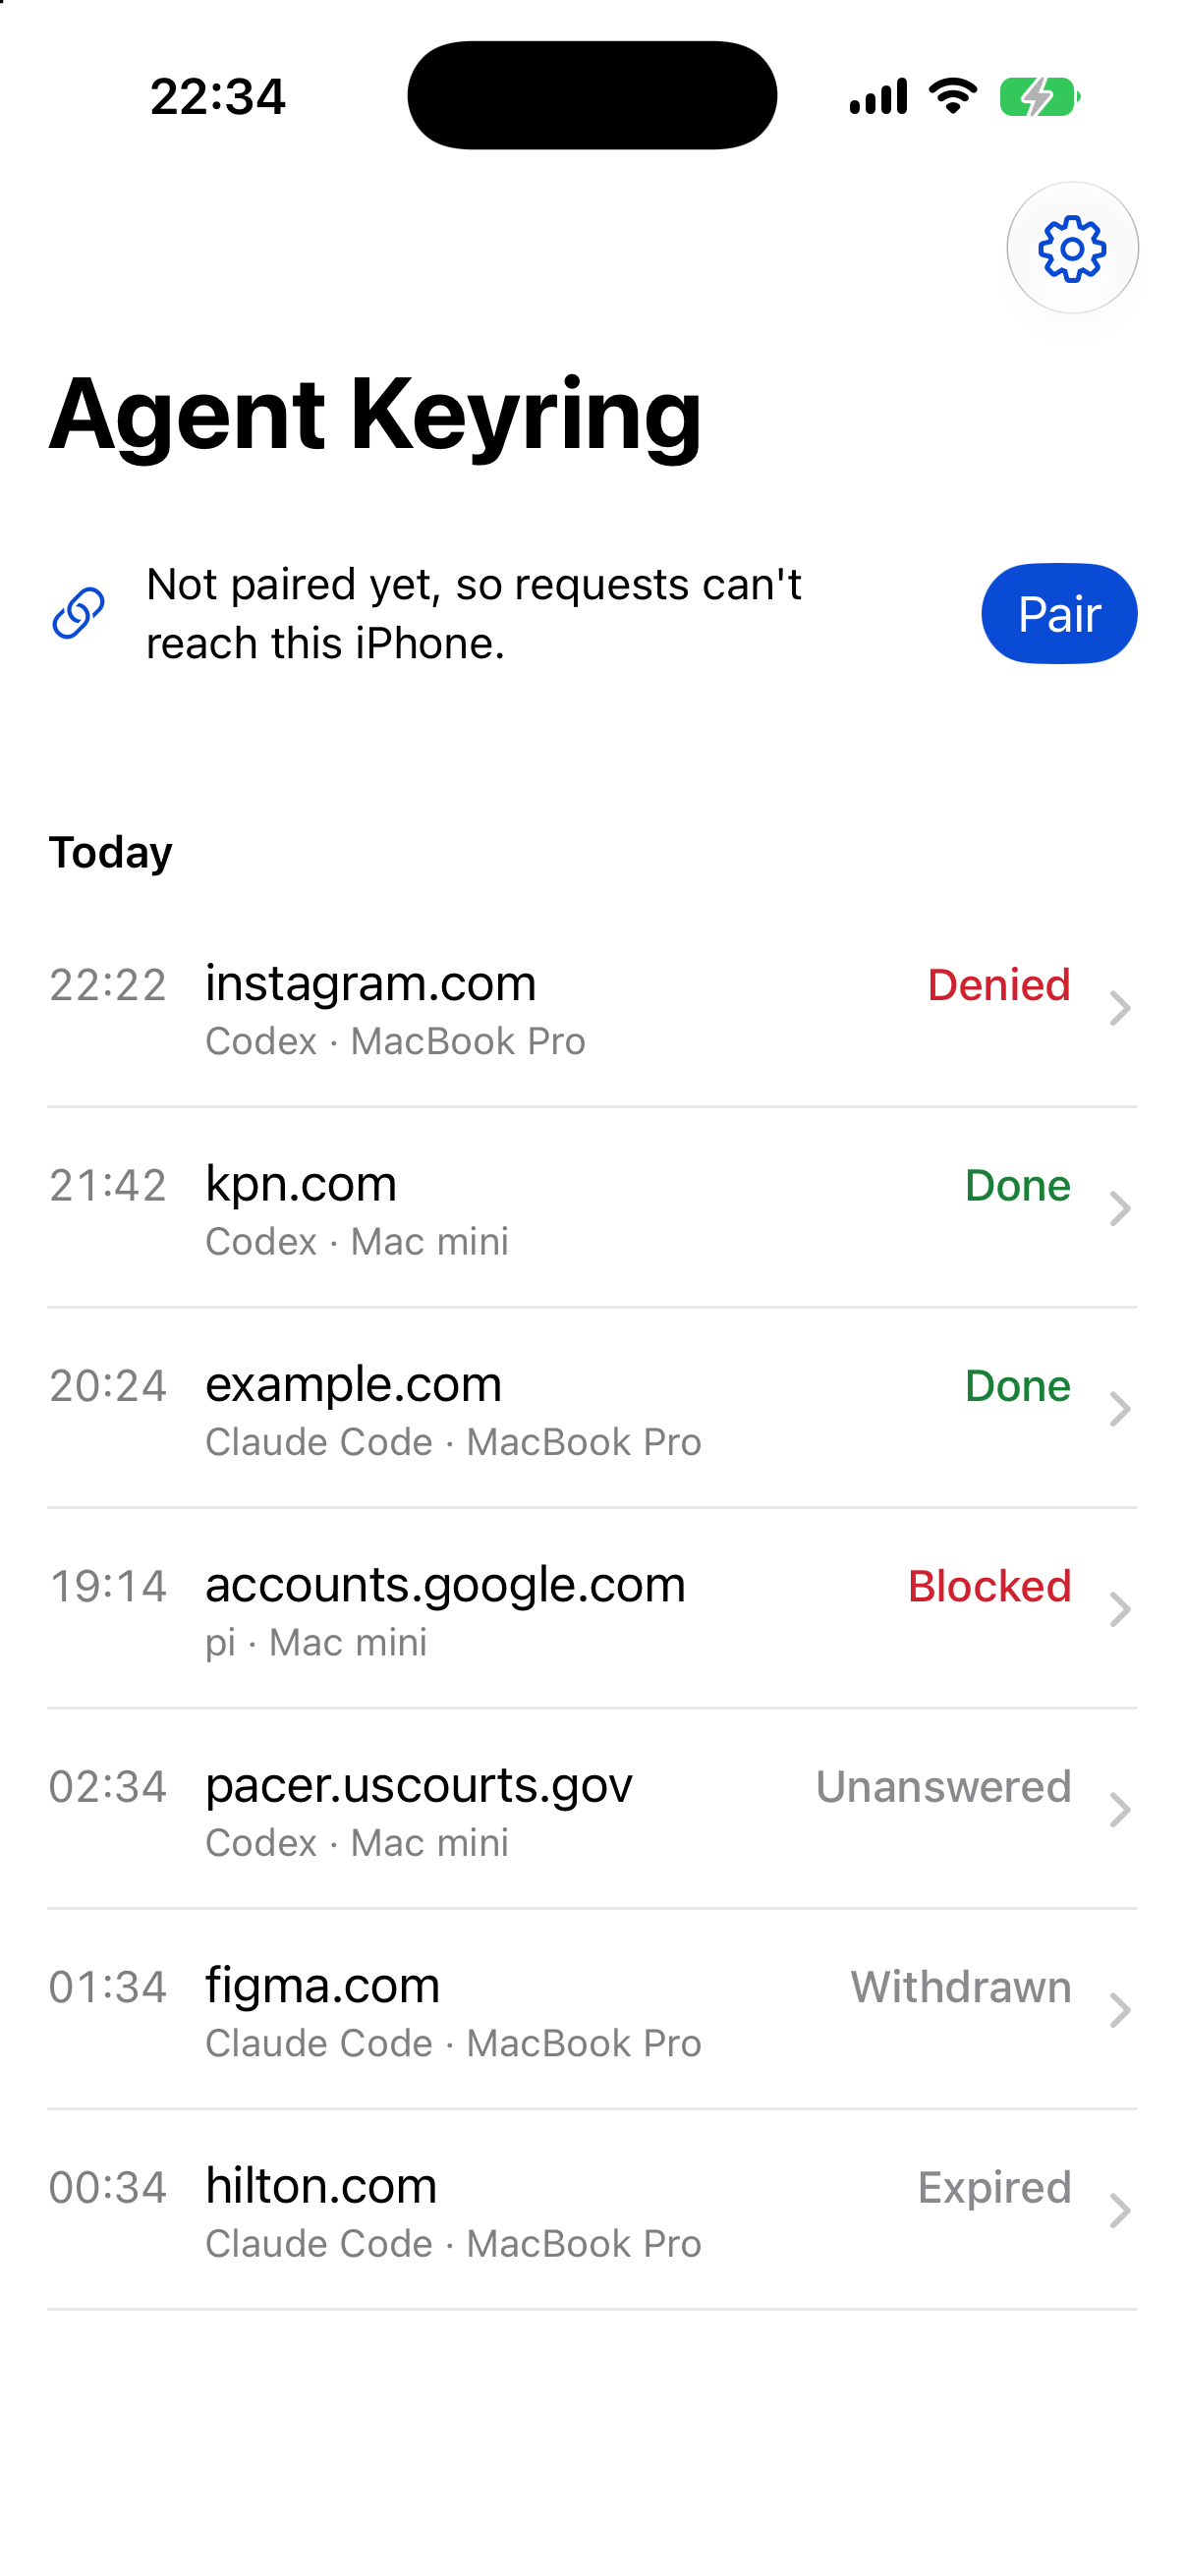 22:34
Agent Keyring
Not paired yet, so requests can't
reach this iPhone.
Pair
Today
22:22 instagram.com Denied
Codex · MacBook Pro
21:42 kpn.com Done
Codex · Mac mini
20:24 example.com Done
Claude Code · MacBook Pro
19:14 accounts.google.com Blocked
pi · Mac mini
02:34 pacer.uscourts.gov Unanswered
Codex · Mac mini
01:34 figma.com Withdrawn
Claude Code · MacBook Pro
00:34 hilton.com Expired
Claude Code · MacBook Pro